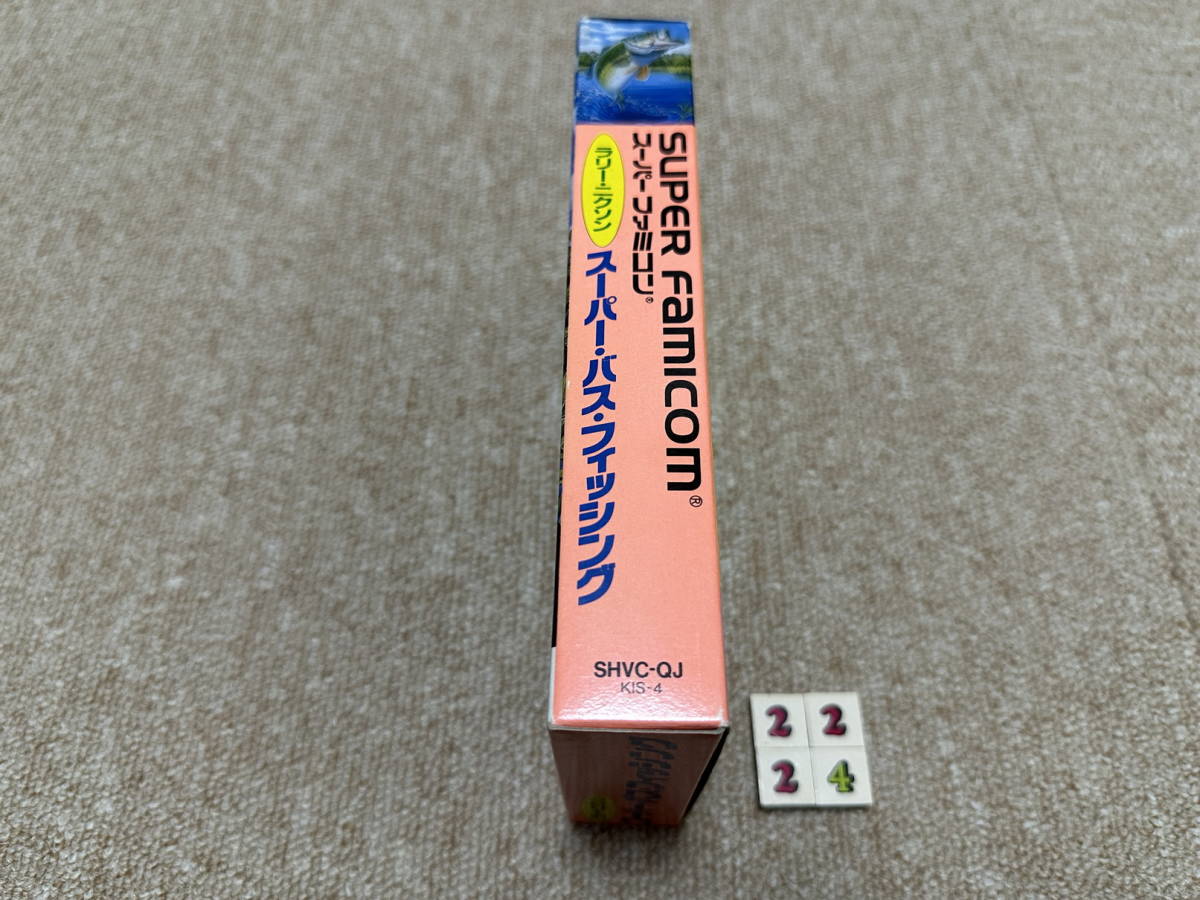 SUPER FAMICOM®
スーパーファミコン®
ラリー・ニクソン
スーパー・バス・フィッシング
SHVC-QJ
KIS-4
2 2
2 4